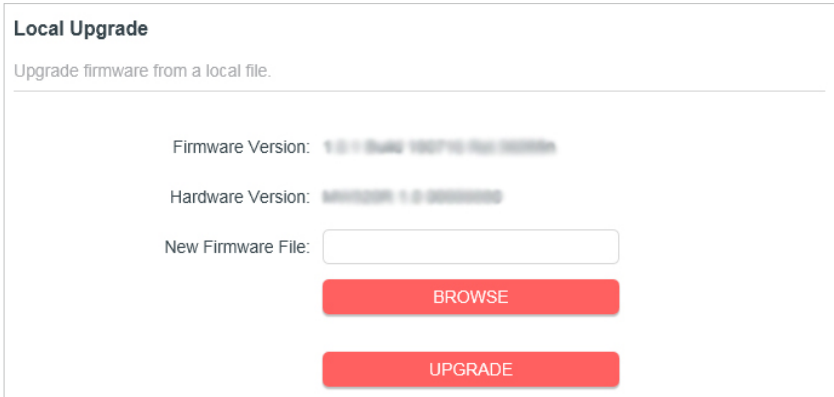 Local Upgrade
Upgrade firmware from a local file.
Firmware Version:
Hardware Version:
New Firmware File:
BROWSE
UPGRADE